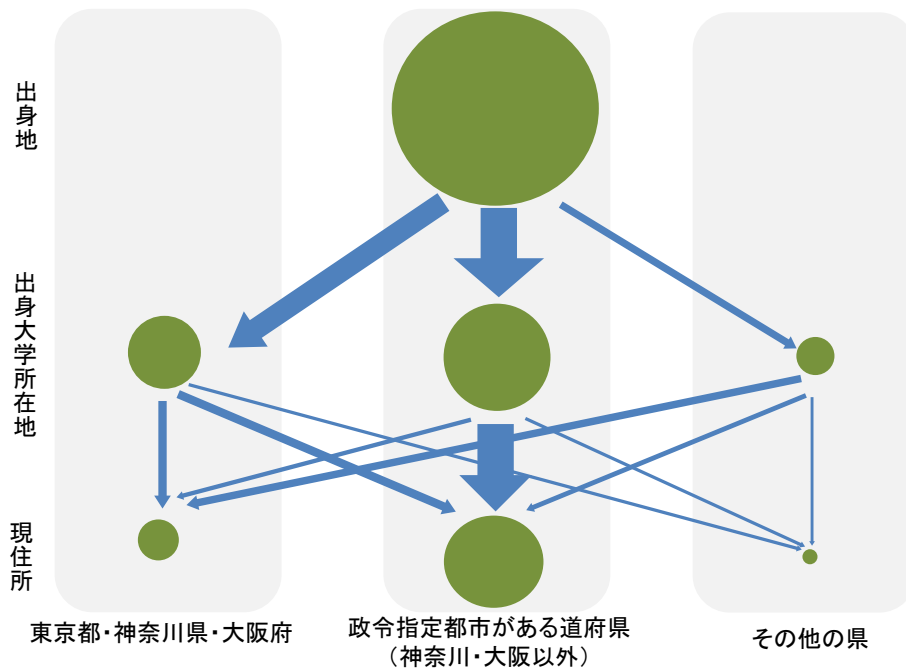 出身地
出身大学所在地
現住所
東京都・神奈川県・大阪府
政令指定都市がある道府県
（神奈川・大阪以外）
その他の県